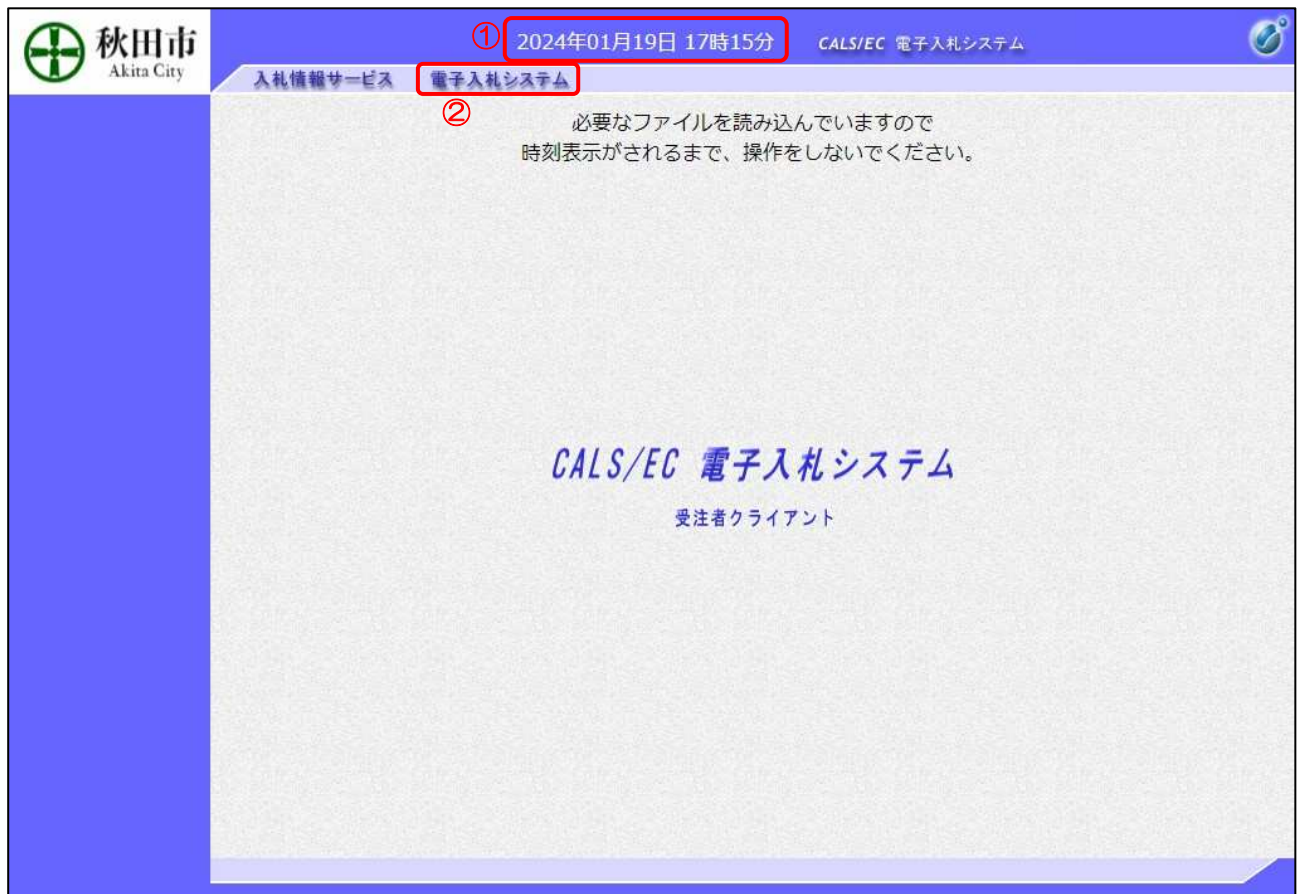 秋田市
Akita City
① 2024年01月19日 17時15分 CALS/EC 電子入札システム
入札情報サービス 電子入札システム
②
必要なファイルを読み込んでいますので
時刻表示がされるまで、操作をしないでください。
CALS/EC 電子入札システム
受注者クライアント